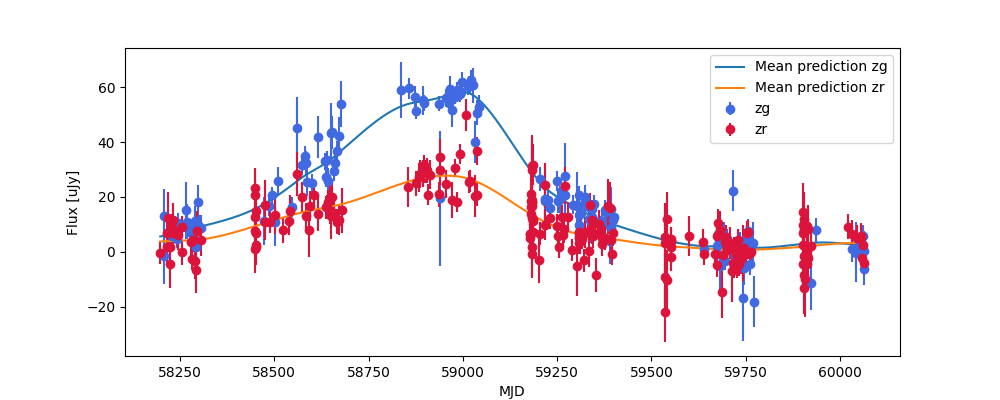 Mean prediction zg
Mean prediction zr
zg
zr
Flux [uJy]
60
40
20
0
−20
58250 58500 58750 59000 59250 59500 59750 60000
MJD